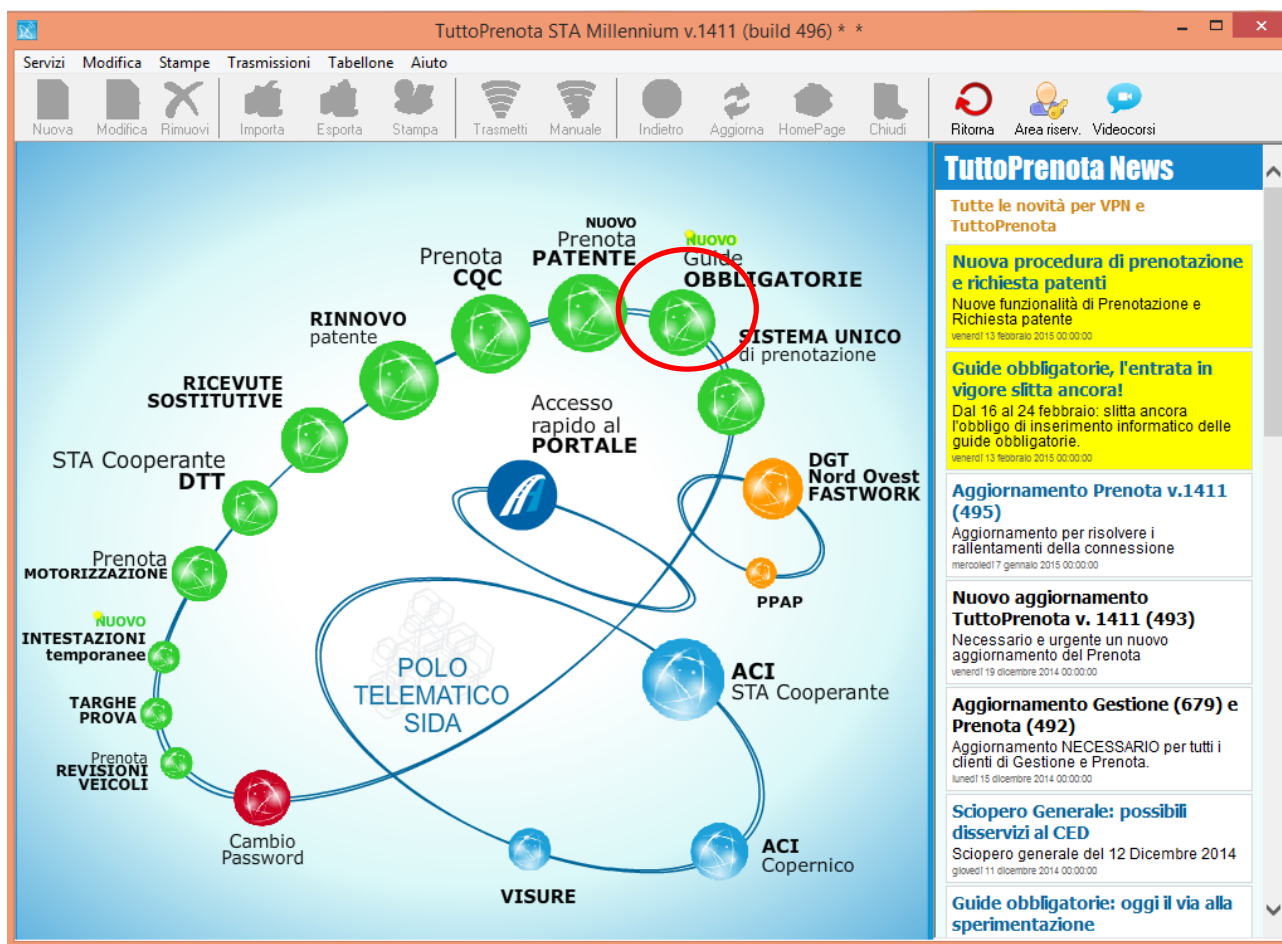 TuttoPrenota STA Millennium v.1411 (build 496) * *
Servizi Modifica Stampe Trasmissioni Tabellone Aiuto
Nuova Modifica Rimuovi Importa Esporta Stampa Trasmetti Manuale Indietro Aggiorna HomePage Chiudi Ritorna Area riserv. Videocorsi
NUOVO
Prenota
PATENTE
NUOVO
Guide
OBBLIGATORIE
Prenota
CQC
SISTEMA UNICO
di prenotazione
RINNOVO
patente
RICEVUTE
SOSTITUTIVE
Accesso
rapido al
PORTALE
STA Cooperante
DTT
DGT
Nord Ovest
FASTWORK
Prenota
MOTORIZZAZIONE
PPAP
NUOVO
INTESTAZIONI
temporanee
POLO
TELEMATICO
SIDA
ACI
STA Cooperante
TARGHE
PROVA
Prenota
REVISIONI
VEICOLI
Cambio
Password
ACI
Copernico
VISURE
TuttoPrenota News
Tutte le novità per VPN e
TuttoPrenota
Nuova procedura di prenotazione
e richiesta patenti
Nuove funzionalità di Prenotazione e
Richiesta patente
venerdì 13 febbraio 2015 00:00:00
Guide obbligatorie, l'entrata in
vigore slitta ancora!
Dal 16 al 24 febbraio: slitta ancora
l'obbligo di inserimento informatico delle
guide obbligatorie.
venerdì 13 febbraio 2015 00:00:00
Aggiornamento Prenota v.1411
(495)
Aggiornamento per risolvere i
rallentamenti della connessione
mercoledì 7 gennaio 2015 00:00:00
Nuovo aggiornamento
TuttoPrenota v. 1411 (493)
Necessario e urgente un nuovo
aggiornamento del Prenota
venerdì 19 dicembre 2014 00:00:00
Aggiornamento Gestione (679) e
Prenota (492)
Aggiornamento NECESSARIO per tutti i
clienti di Gestione e Prenota.
lunedì 15 dicembre 2014 00:00:00
Sciopero Generale: possibili
disservizi al CED
Sciopero generale del 12 Dicembre 2014
giovedì 11 dicembre 2014 00:00:00
Guide obbligatorie: oggi il via alla
sperimentazione